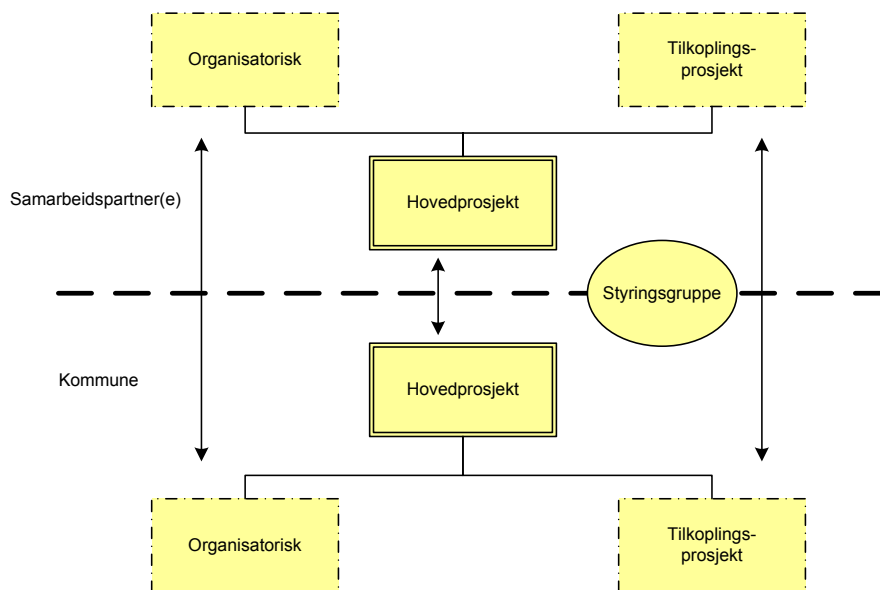 Organisatorisk
Tilkoplings-
prosjekt
Samarbeidspartner(e)
Hovedprosjekt
Styringsgruppe
Kommune
Hovedprosjekt
Organisatorisk
Tilkoplings-
prosjekt